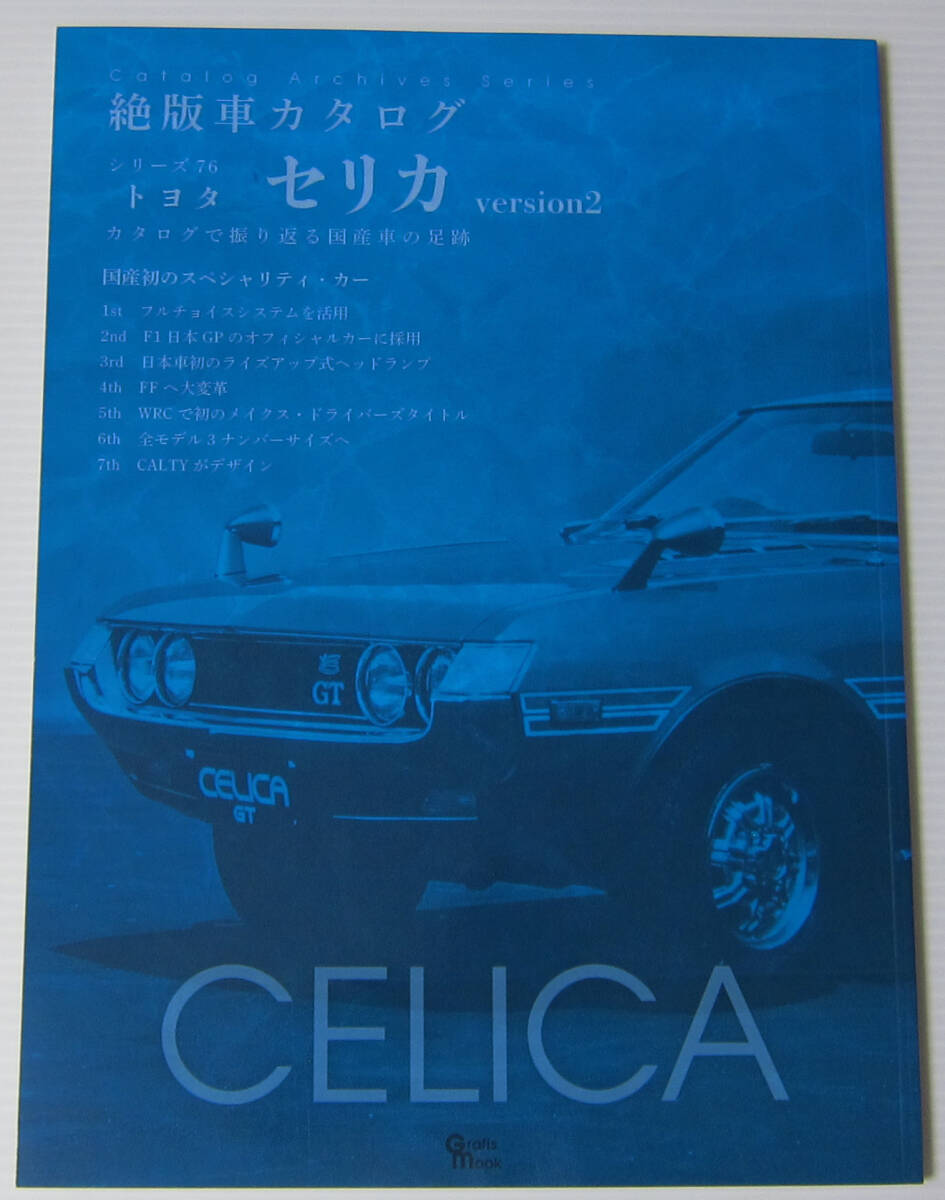 Catalog Archives Series
絶版車カタログ
シリーズ76
トヨタ セリカ version2
カタログで振り返る国産車の足跡
国産初のスペシャリティ・カー
1st フルチョイスシステムを活用
2nd F1日本GPのオフィシャルカーに採用
3rd 日本車初のライズアップ式ヘッドランプ
4th FFへ大変革
5th WRCで初のメイクス・ドライバーズタイトル
6th 全モデル3ナンバーサイズへ
7th CALTYがデザイン
GT
CELICA
GT
CELICA
Grafis
Mook